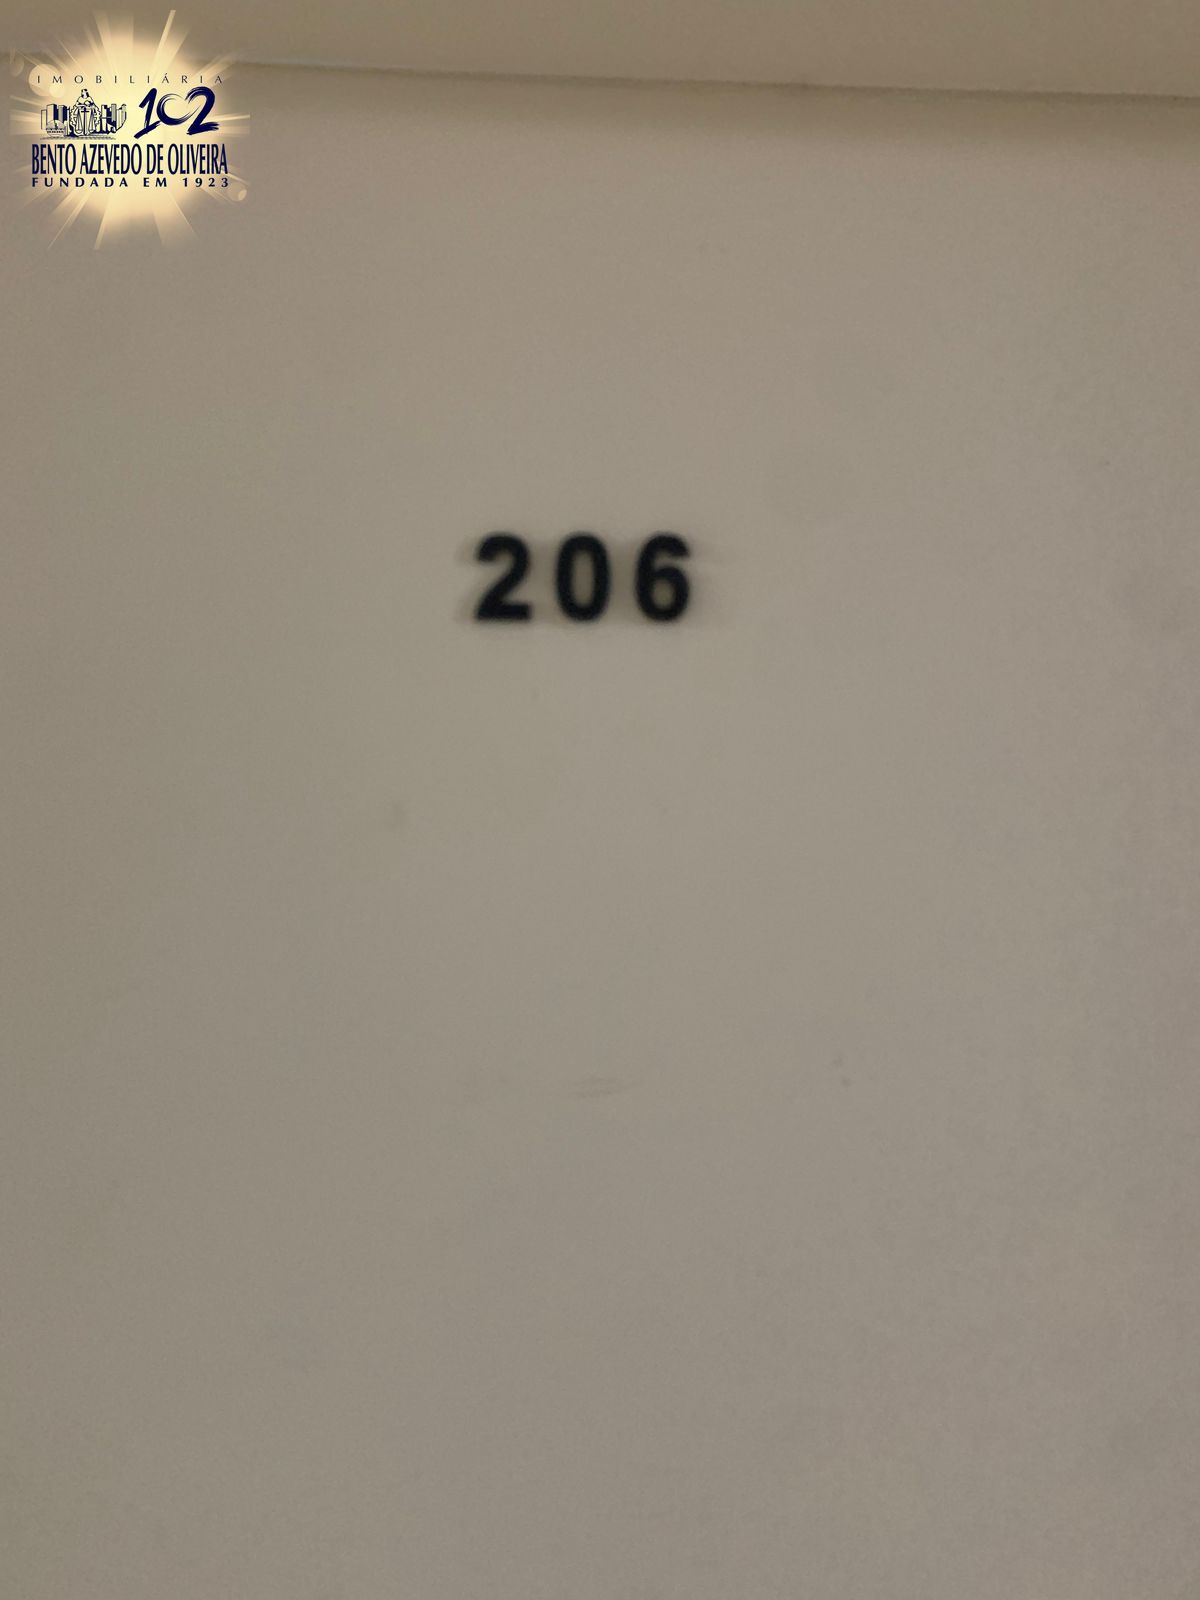 IMOBILIÁRIA
102
BENTO AZEVEDO DE OLIVEIRA
FUNDADA EM 1923
206